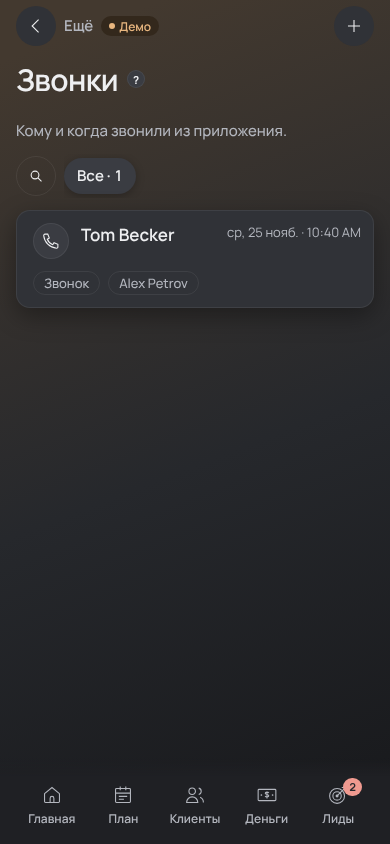 Ещё
Демо
Звонки
?
Кому и когда звонили из приложения.
Все · 1
Tom Becker
ср, 25 нояб. · 10:40 AM
Звонок
Alex Petrov
2
Главная
План
Клиенты
Деньги
Лиды